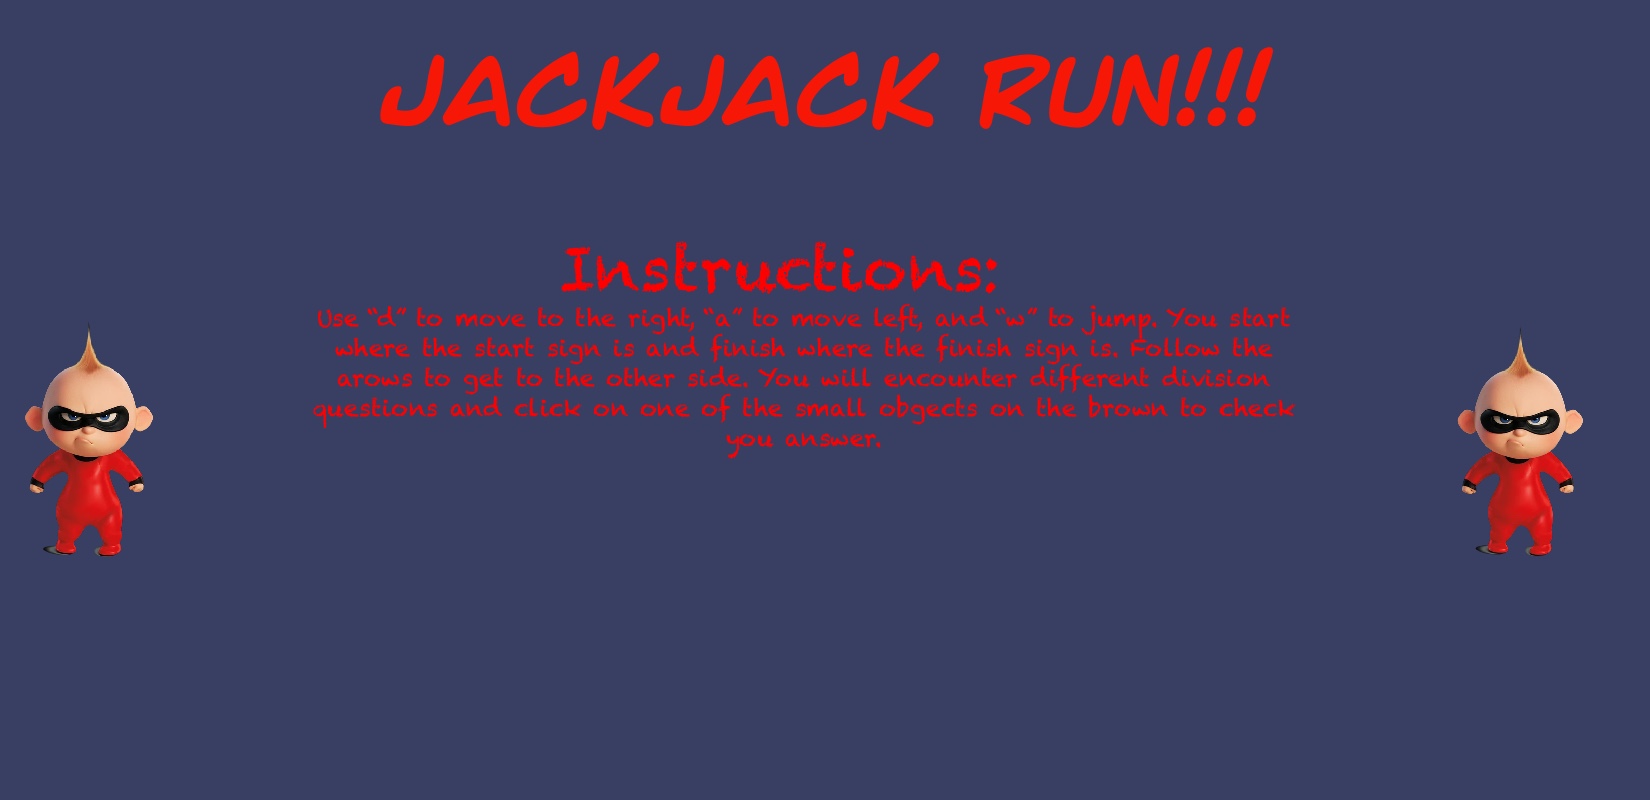 JACKJACK RUN!!!
Instructions:
Use “d” to move to the right, “a” to move left, and “w” to jump. You start
where the start sign is and finish where the finish sign is. Follow the
arows to get to the other side. You will encounter different division
questions and click on one of the small obgects on the brown to check
you answer.